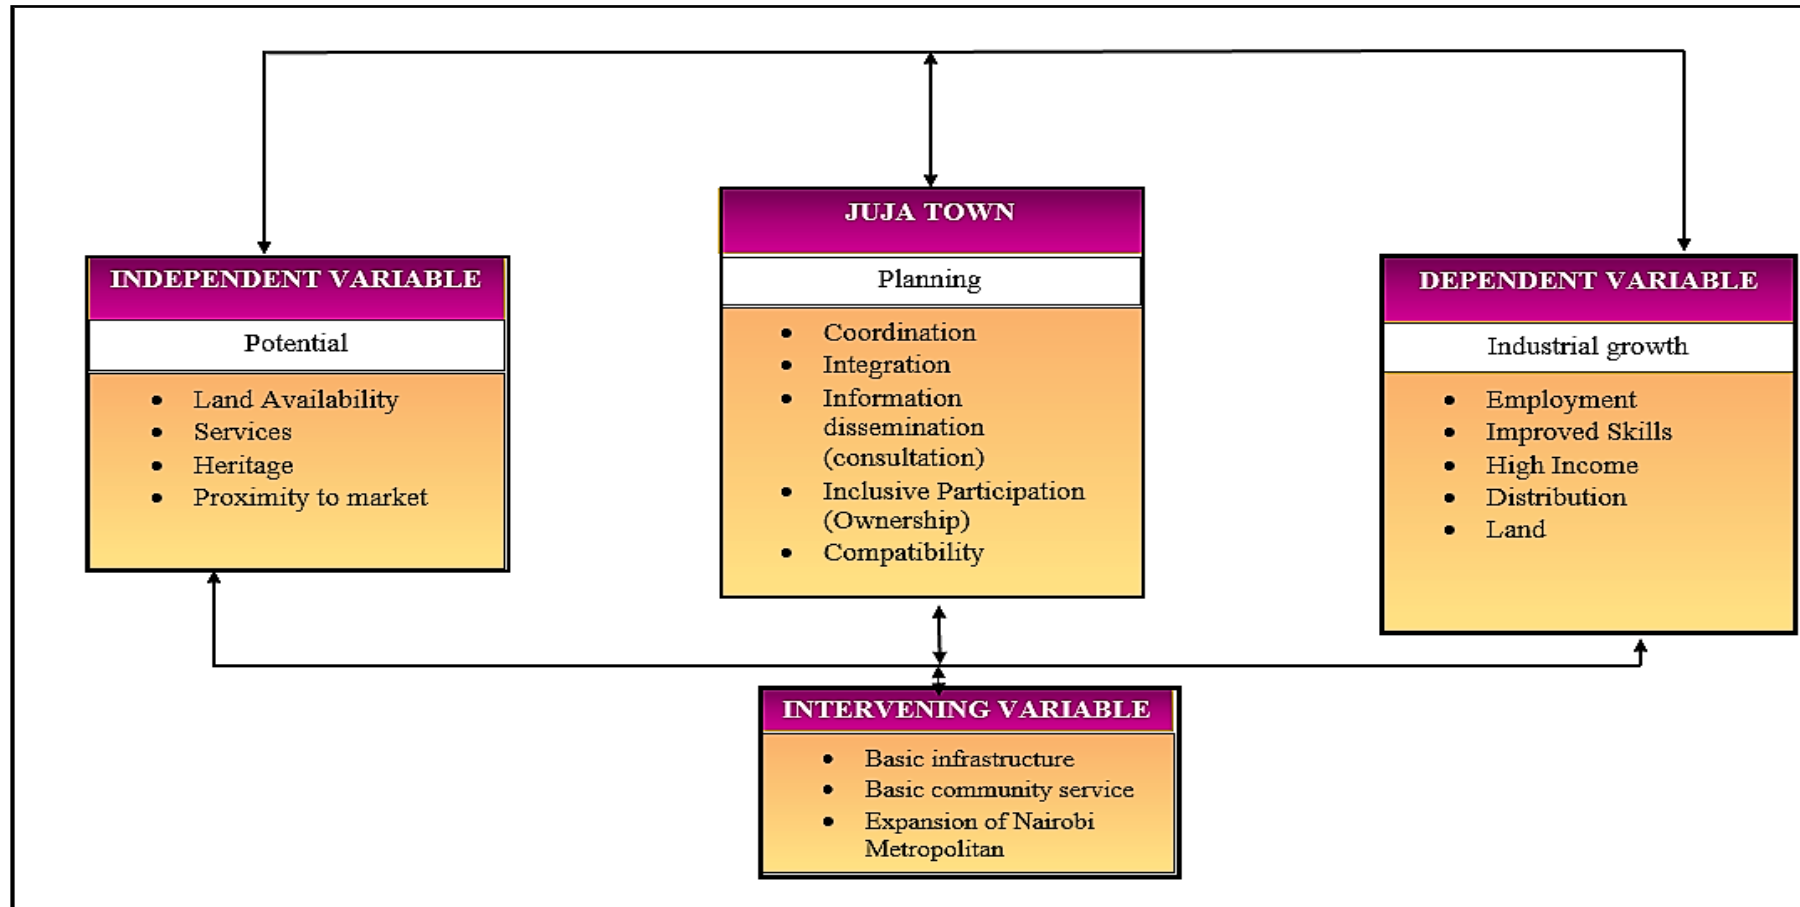 JUJA TOWN
Planning
• Coordination
• Integration
• Information
dissemination
(consultation)
• Inclusive Participation
(Ownership)
• Compatibility
INDEPENDENT VARIABLE
Potential
• Land Availability
• Services
• Heritage
• Proximity to market
DEPENDENT VARIABLE
Industrial growth
• Employment
• Improved Skills
• High Income
• Distribution
• Land
INTERVENING VARIABLE
• Basic infrastructure
• Basic community service
• Expansion of Nairobi
Metropolitan